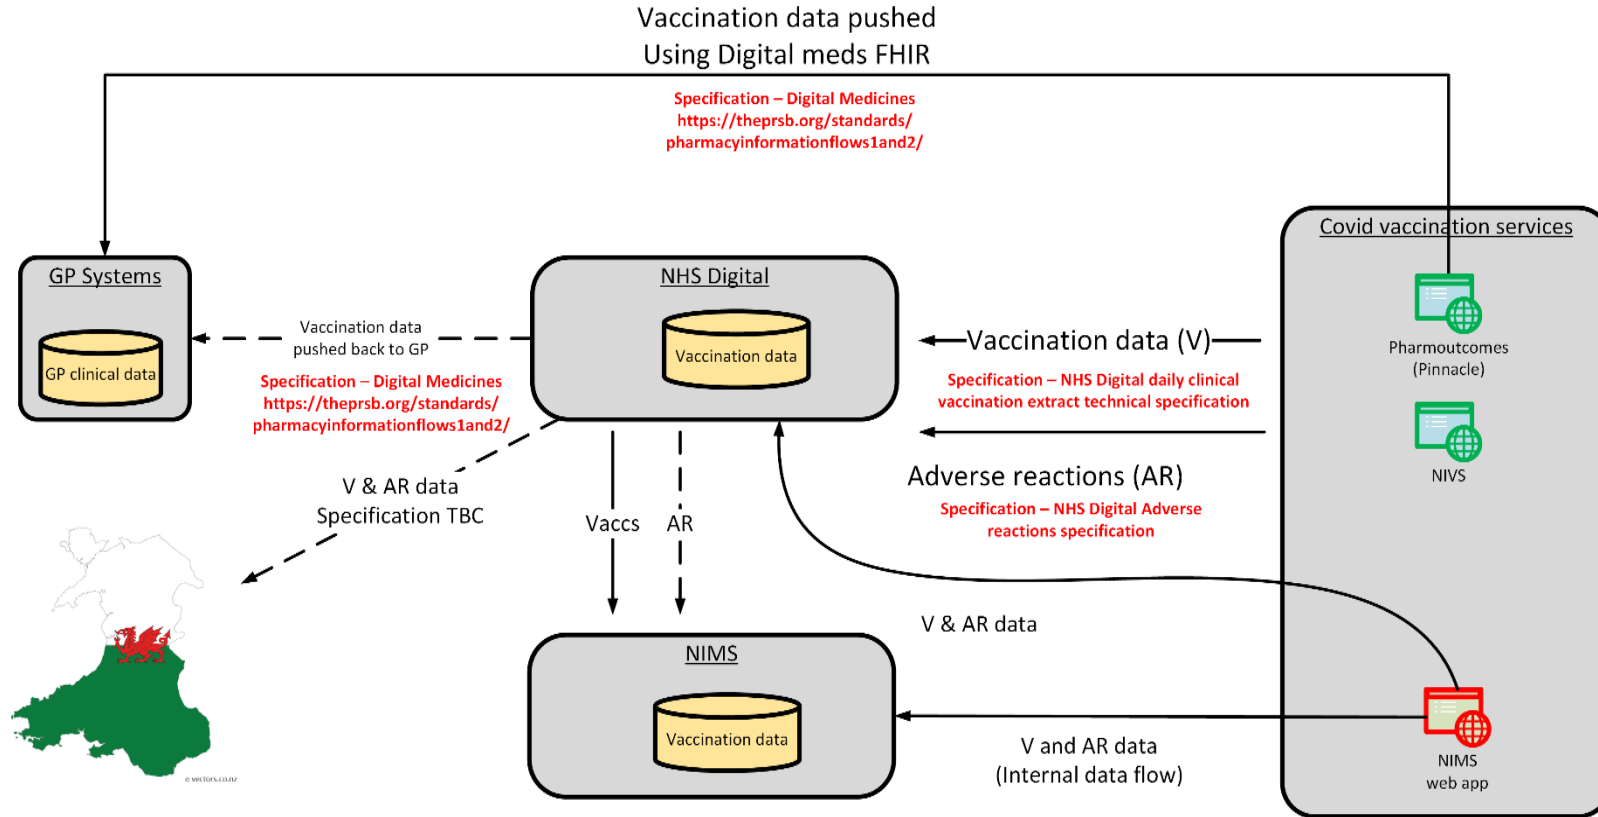 Vaccination data pushed
Using Digital meds FHIR
Specification – Digital Medicines
https://theprsb.org/standards/
pharmacyinformationflows1and2/
Covid vaccination services
GP Systems
GP clinical data
Vaccination data
pushed back to GP
Specification – Digital Medicines
https://theprsb.org/standards/
pharmacyinformationflows1and2/
NHS Digital
Vaccination data
Vaccination data (V)
Specification – NHS Digital daily clinical
vaccination extract technical specification
Pharmoutcomes
(Pinnacle)
Adverse reactions (AR)
Specification – NHS Digital Adverse
reactions specification
NIVS
V & AR data
Specification TBC
Vaccs
AR
V & AR data
NIMS
Vaccination data
V and AR data
(Internal data flow)
NIMS
web app
© vectors.co.nz